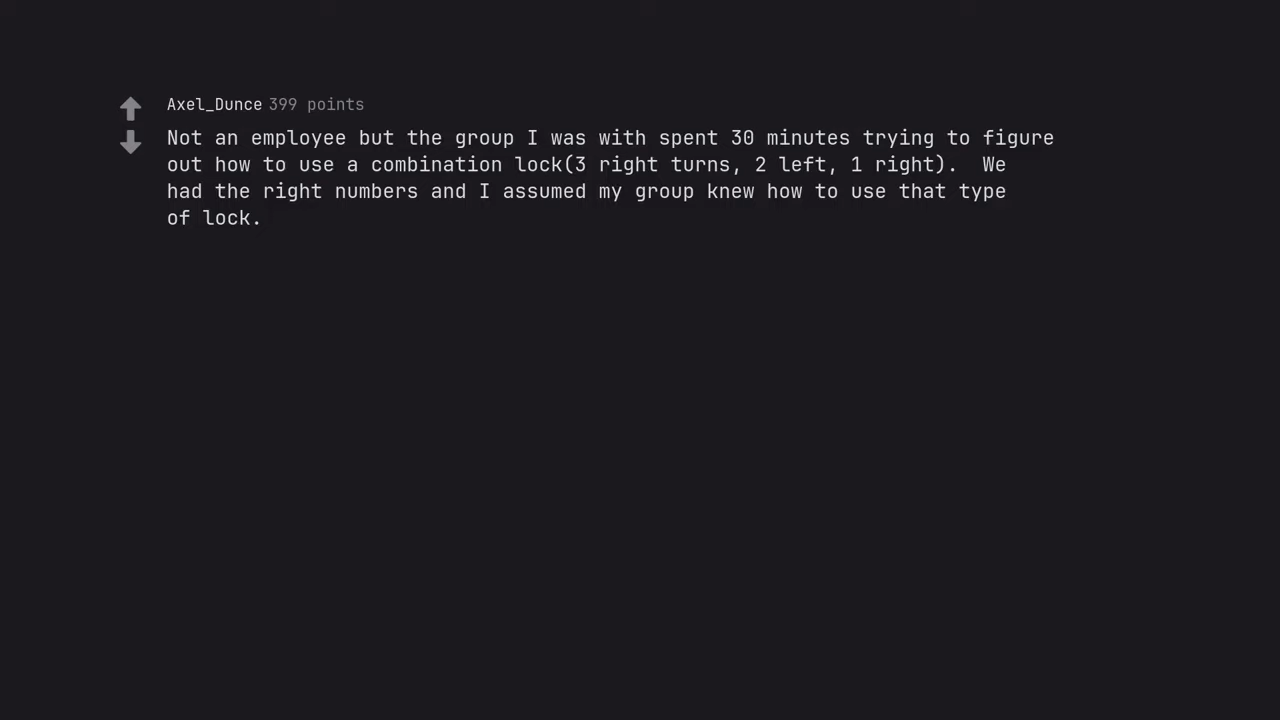 Axel_Dunce 399 points
Not an employee but the group I was with spent 30 minutes trying to figure
out how to use a combination lock(3 right turns, 2 left, 1 right).  We
had the right numbers and I assumed my group knew how to use that type
of lock.